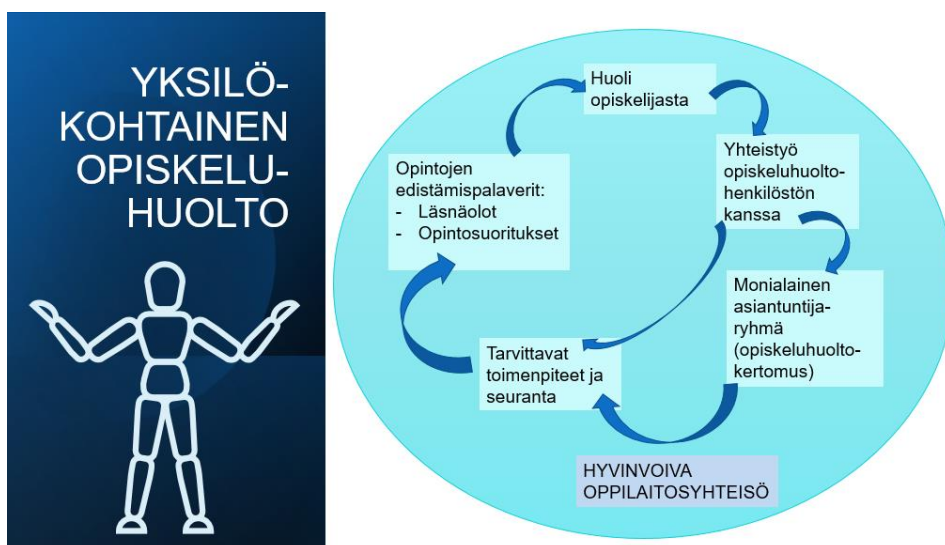 YKSILÖ-
KOHTAINEN
OPISKELU-
HUOLTO
Huoli
opiskelijasta
Yhteistyö
opiskeluhuolto-
henkilöstön
kanssa
Monialainen
asiantuntija-
ryhmä
(opiskeluhuolto-
kertomus)
Tarvittavat
toimenpiteet ja
seuranta
Opintojen
edistämispalaverit:
- Läsnäolot
- Opintosuoritukset
HYVINVOIVA
OPPILAITOSYHTEISÖ